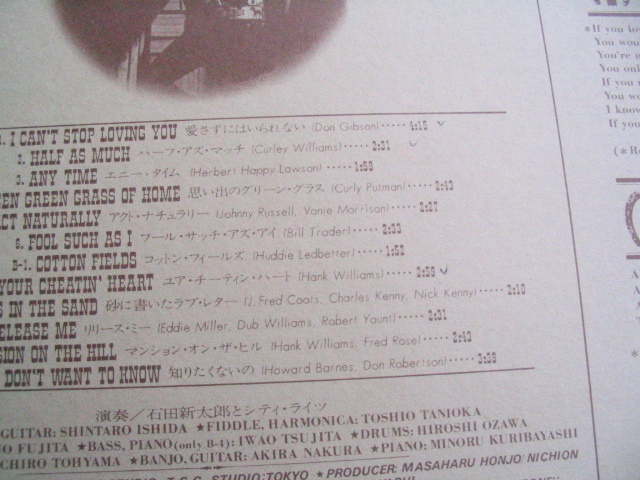 1. I CAN'T STOP LOVING YOU 愛さずにはいられない (Don Gibson)····· 4:15
2. HALF AS MUCH ハーフ・アズ・マッチ (Curley Williams)····· 2:31
3. ANY TIME エニー・タイム (Herbert Happy Lawson)····· 1:59
EEN GREEN GRASS OF HOME 思い出のグリーン・グラス (Curly Putman)····· 2:43
ACT NATURALLY アクト・ナチュラリー (Johnny Russell, Vonie Morrison)····· 2:27
6. FOOL SUCH AS I フール・サッチ・アズ・アイ (Bill Trader)····· 2:33
B-1. COTTON FIELDS コットン・フィールズ (Huddie Ledbetter)····· 1:52
YOUR CHEATIN' HEART ユア・チーティン・ハート (Hank Williams)····· 2:58
S IN THE SAND 砂に書いたラブ・レター (J. Fred Coots, Charles Kenny, Nick Kenny)····· 2:10
RELEASE ME リリース・ミー (Eddie Miller, Dub Williams, Robert Yount)····· 2:31
SION ON THE HILL マンション・オン・ザ・ヒル (Hank Williams, Fred Rose)····· 2:43
DON'T WANT TO KNOW 知りたくないの (Howard Barnes, Don Robertson)····· 3:28
演奏／石田新太郎とシティ・ライツ
GUITAR: SHINTARO ISHIDA ★FIDDLE, HARMONICA: TOSHIO TANIOKA
O FUJITA ★BASS, PIANO(only B-4): IWAO TSUJITA ★DRUMS; HIROSHI OZAWA
CHIRO TOHYAMA ★BANJO, GUITAR: AKIRA NAKURA ★PIANO; MINORU KURIBAYASHI
STUDIO: TOKYO ★PRODUCER: MASAHARU HONJO/NICHION
*If you lo
You wou
You're n
You onl
If you
You wo
I know
If you
(*Re